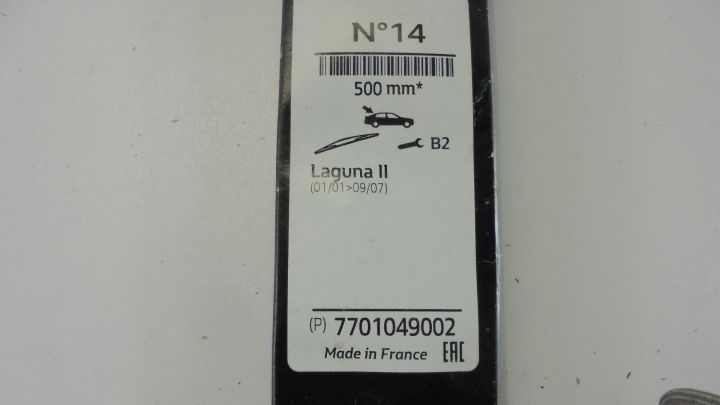 N°14
500 mm*
B2
Laguna II
(01/01>09/07)
(P) 7701049002
Made in France EAC